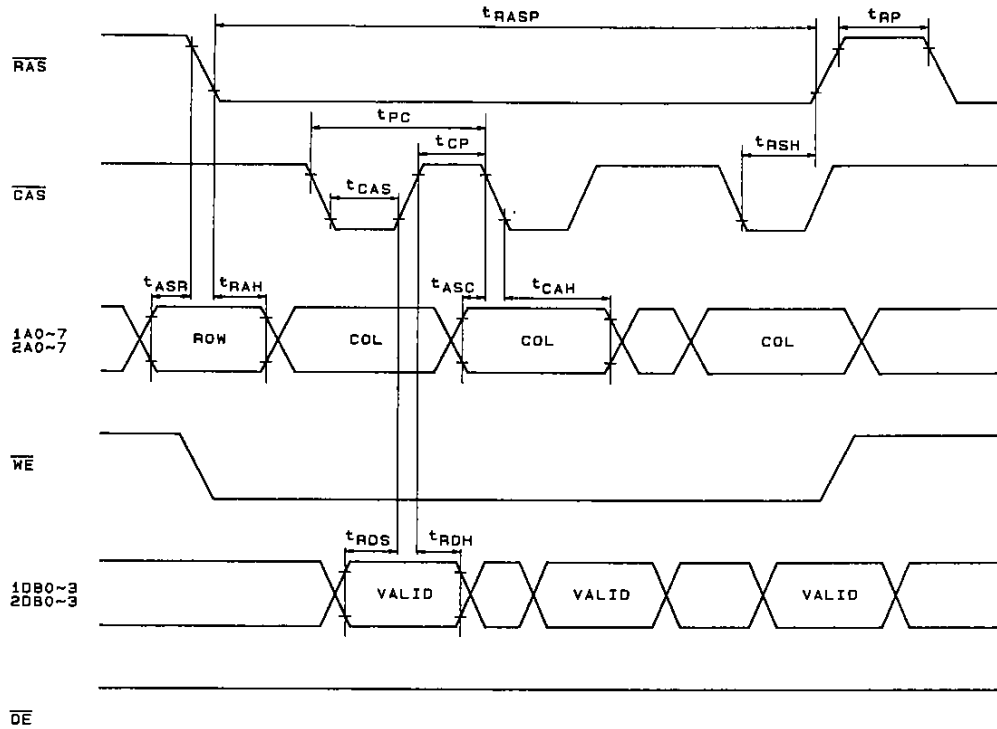 tRASP
tRP
RAS
tPC
tCP
tRSH
tCAS
CAS
tASR
tRAH
tASC
tCAH
1A0~7
2A0~7
ROW
COL
COL
COL
WE
tRDS
tRDH
1DB0~3
2DB0~3
VALID
VALID
VALID
OE